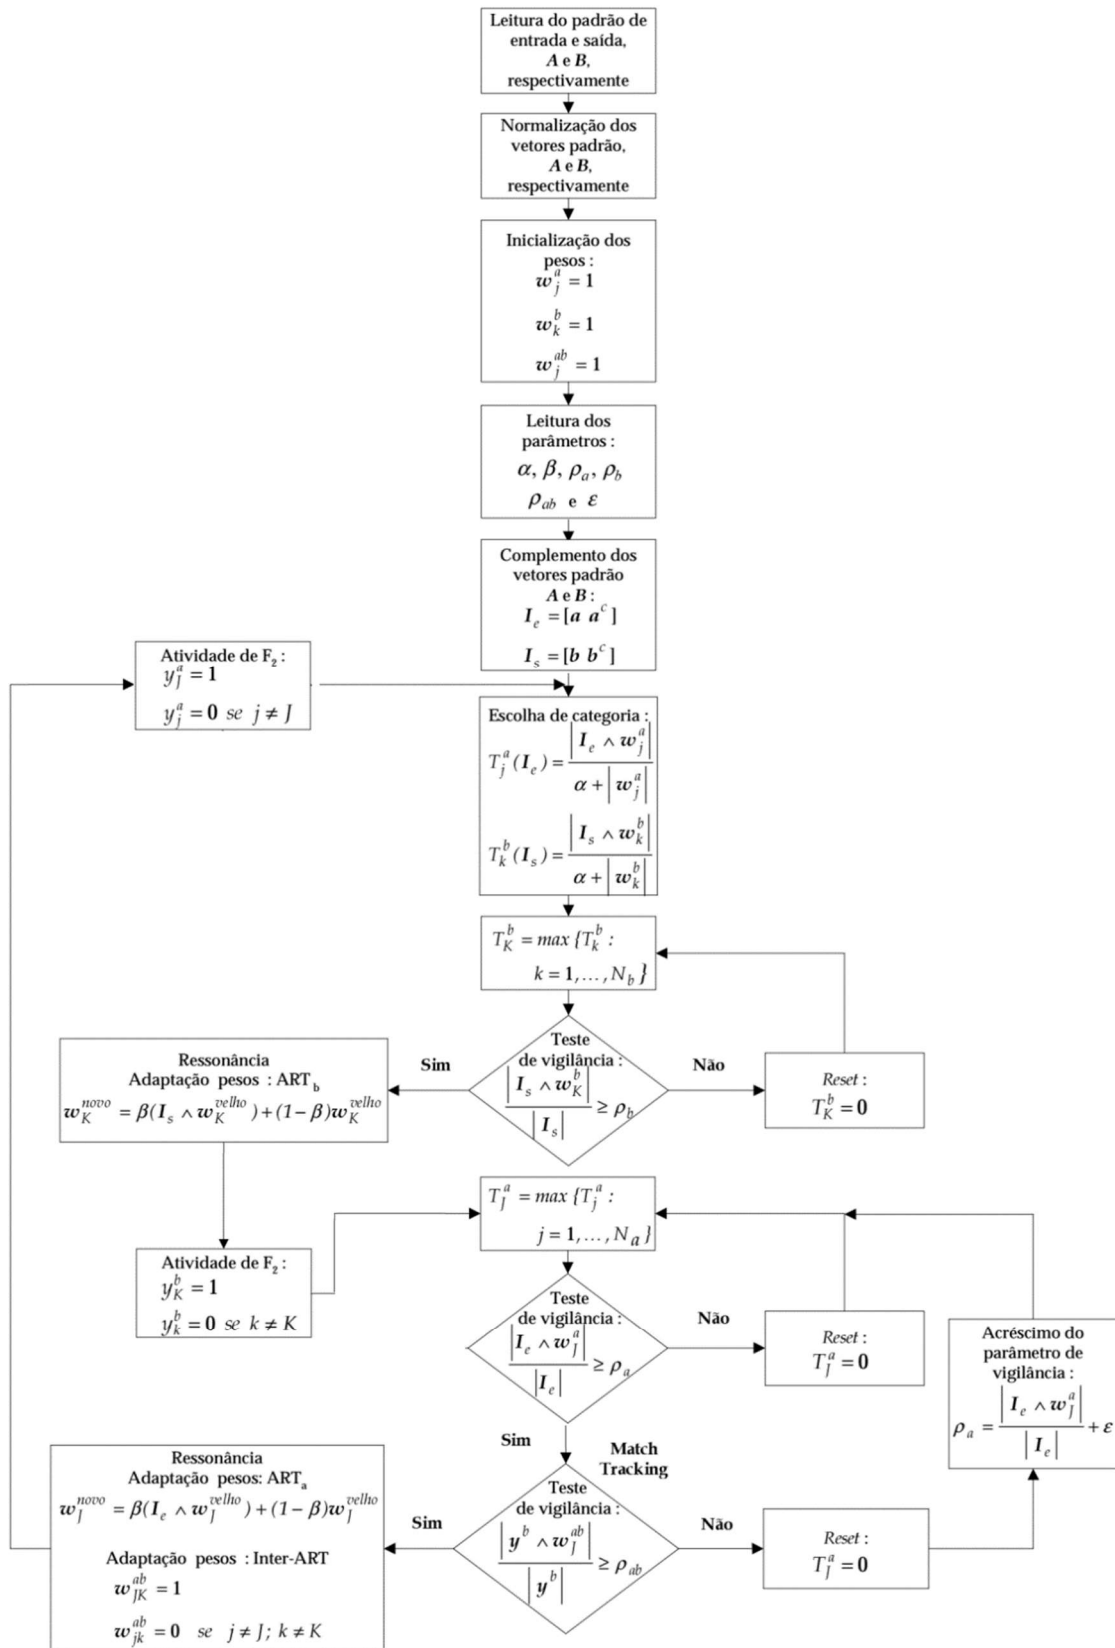 Leitura do padrão de
entrada e saída,
A e B,
respectivamente
Normalização dos
vetores padrão,
A e B,
respectivamente
Inicialização dos
pesos :
w_j^a = 1
w_k^b = 1
w_j^ab = 1
Leitura dos
parâmetros :
α, β, ρ_a, ρ_b
ρ_ab e ε
Complemento dos
vetores padrão
A e B :
I_e = [a a^c]
I_s = [b b^c]
Atividade de F₂ :
y_J^a = 1
y_j^a = 0 se j ≠ J
Escolha de categoria :
T_j^a (I_e) = |I_e ∧ w_j^a| / (α + |w_j^a|)
T_k^b (I_s) = |I_s ∧ w_k^b| / (α + |w_k^b|)
T_K^b = max {T_k^b :
k = 1, ... , N_b }
Teste
de vigilância :
|I_s ∧ w_K^b| / |I_s| ≥ ρ_b
Sim
Não
Ressonância
Adaptação pesos : ART_b
w_K^novo = β(I_s ∧ w_K^velho) + (1 − β)w_K^velho
Reset :
T_K^b = 0
Atividade de F₂ :
y_K^b = 1
y_k^b = 0 se k ≠ K
T_J^a = max {T_j^a :
j = 1, ... , N_a }
Teste
de vigilância :
|I_e ∧ w_J^a| / |I_e| ≥ ρ_a
Não
Sim
Reset :
T_J^a = 0
Acréscimo do
parâmetro de
vigilância :
ρ_a = |I_e ∧ w_J^a| / |I_e| + ε
Match
Tracking
Teste
de vigilância :
|y^b ∧ w_J^ab| / |y^b| ≥ ρ_ab
Sim
Não
Reset :
T_J^a = 0
Ressonância
Adaptação pesos: ART_a
w_J^novo = β(I_e ∧ w_J^velho) + (1 − β)w_J^velho
Adaptação pesos : Inter-ART
w_JK^ab = 1
w_jk^ab = 0 se j ≠ J; k ≠ K